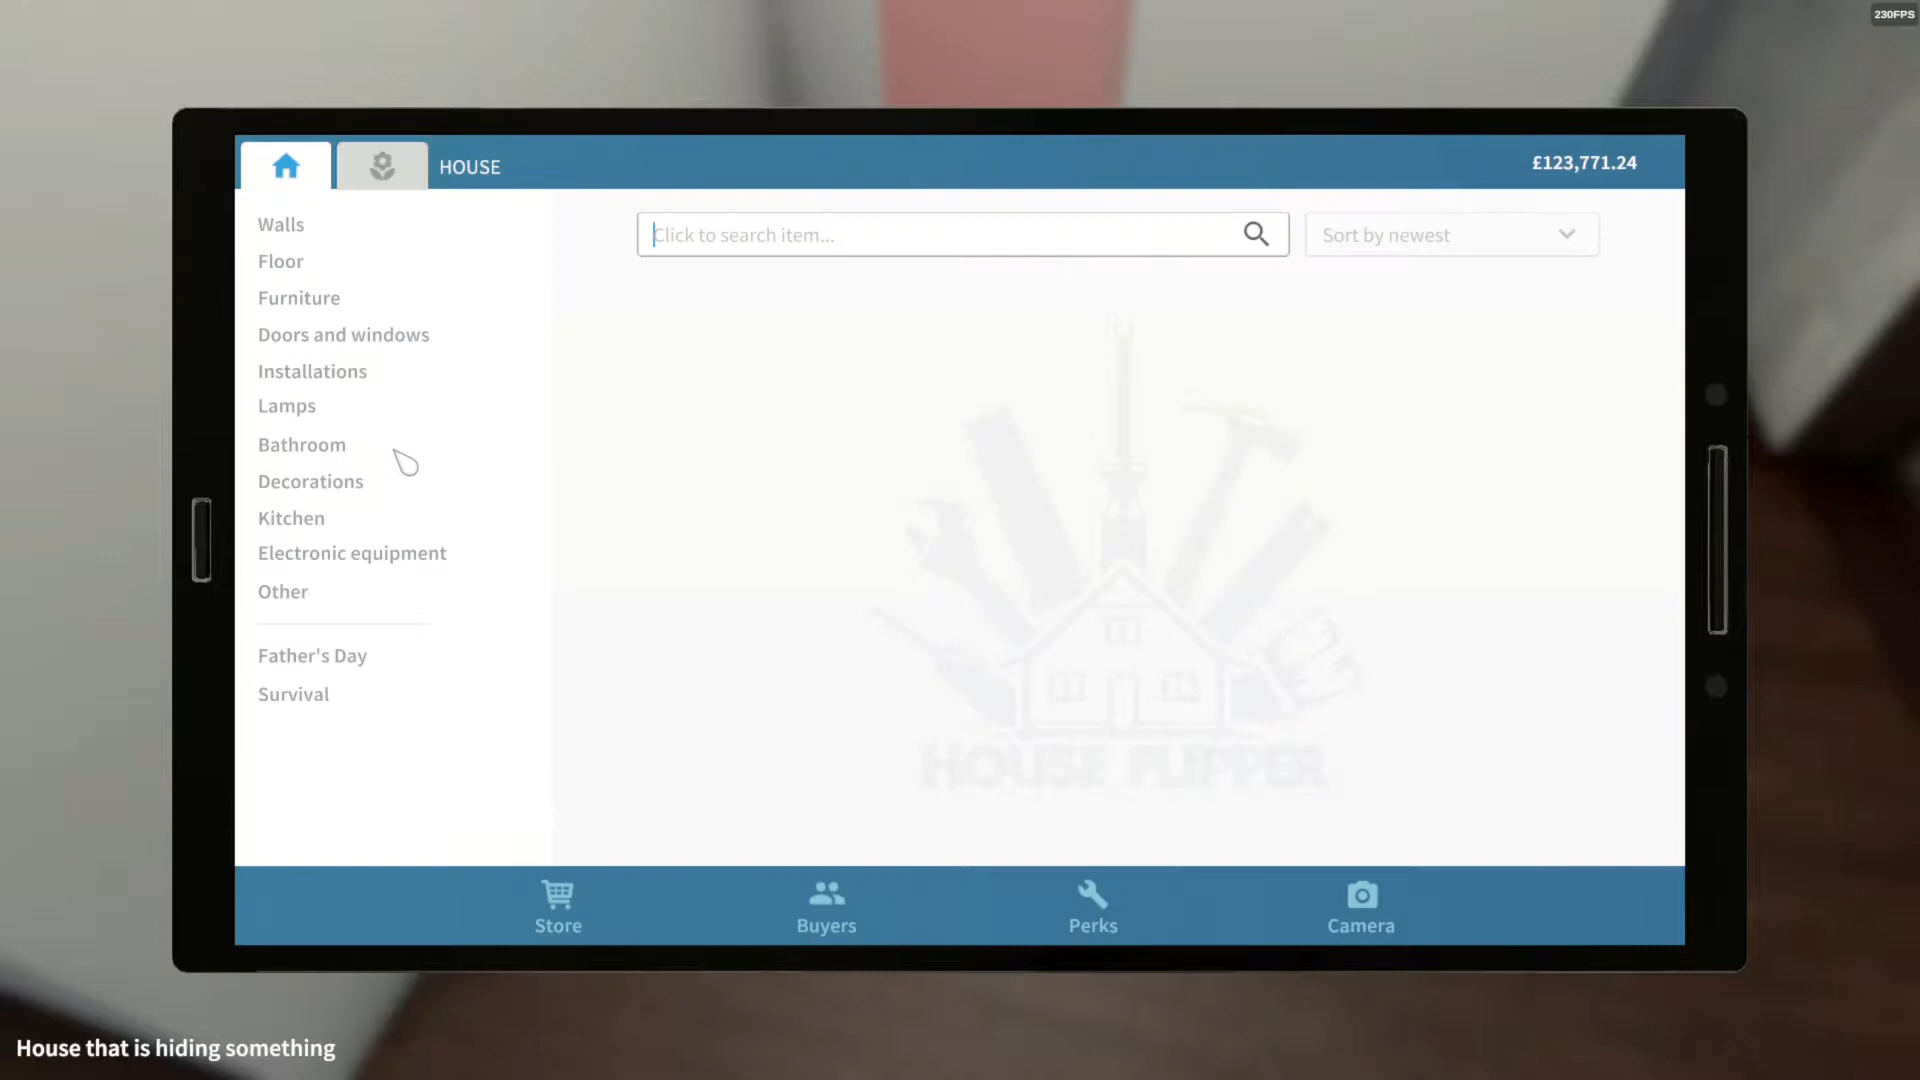 230FPS
HOUSE
£123,771.24
Walls
Click to search item...
Sort by newest
Floor
Furniture
Doors and windows
Installations
Lamps
Bathroom
Decorations
Kitchen
Electronic equipment
Other
Father's Day
Survival
HOUSE FLIPPER
Store
Buyers
Perks
Camera
House that is hiding something